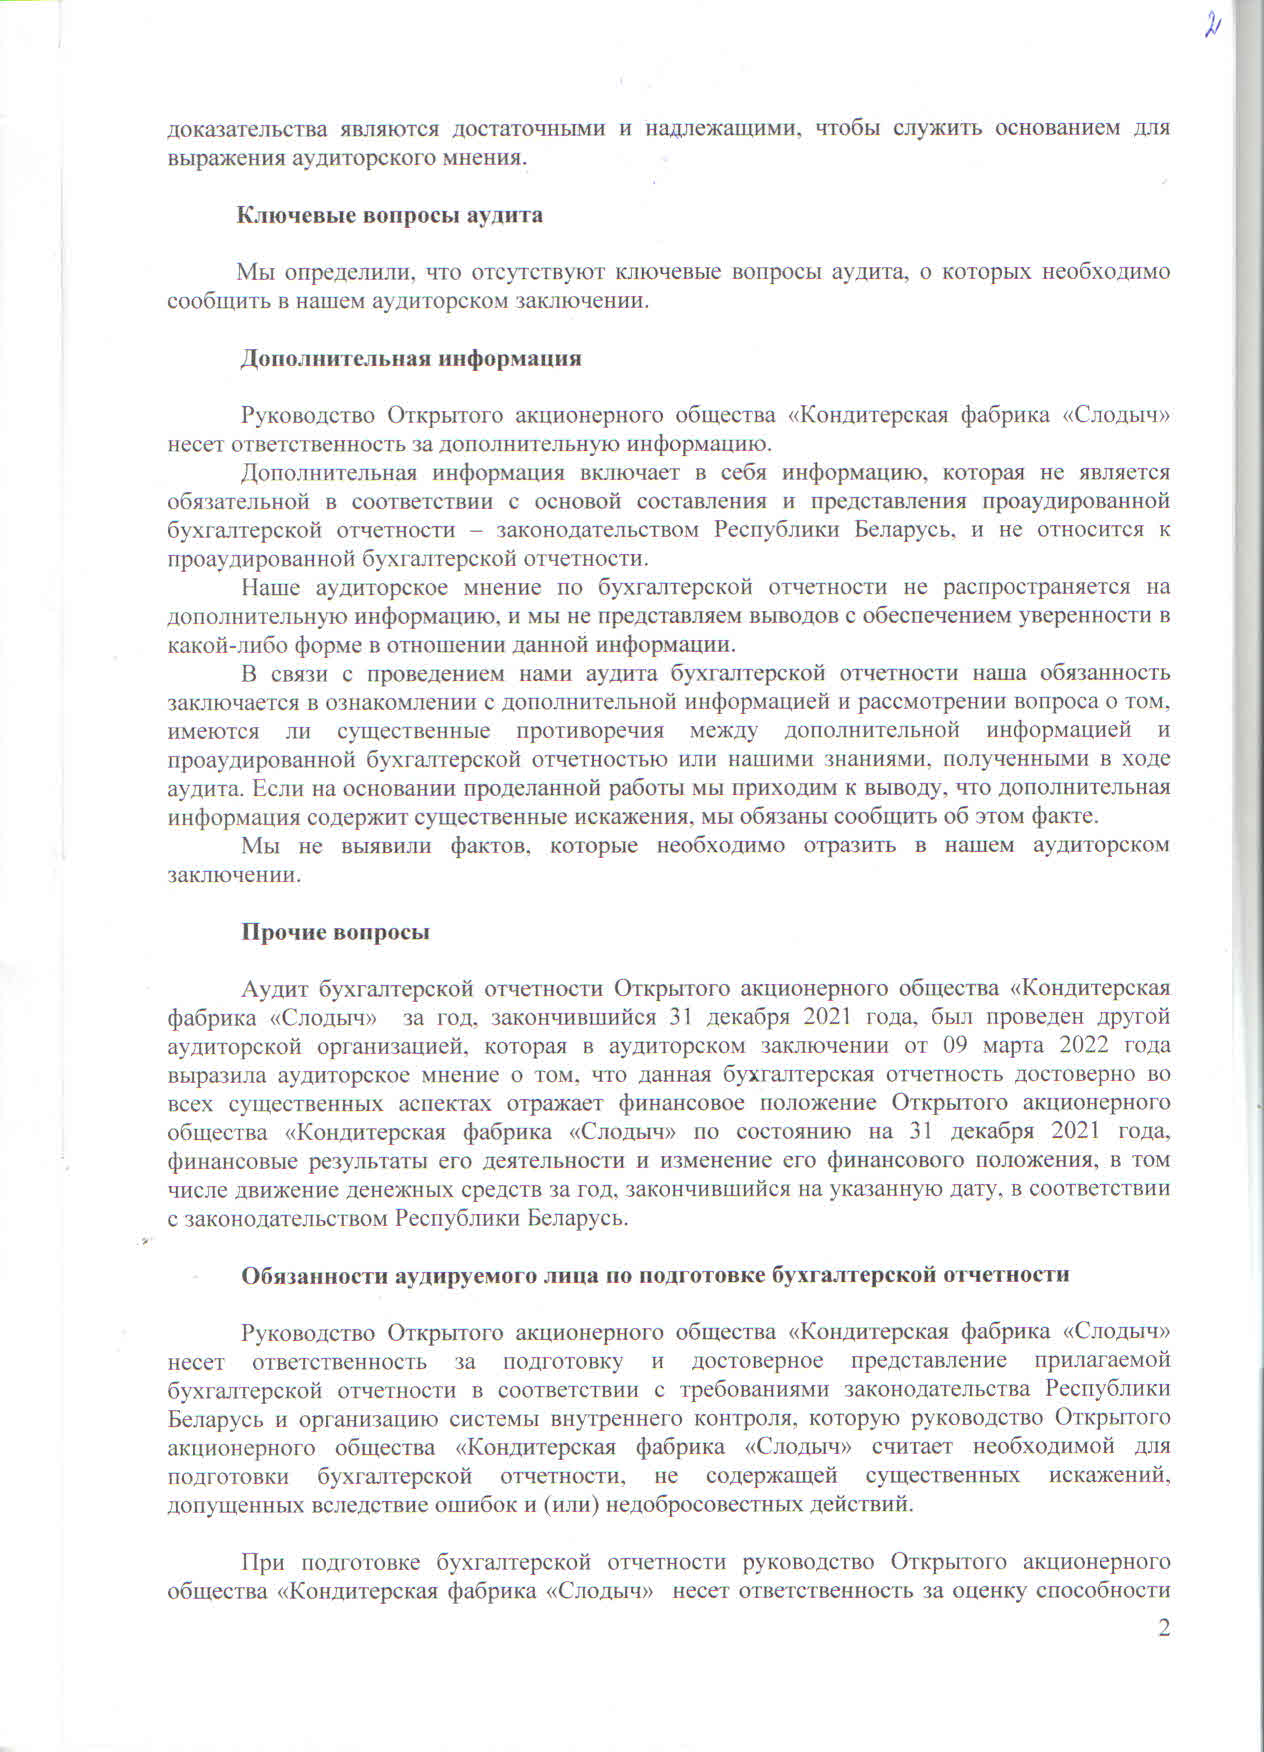 2
доказательства являются достаточными и надлежащими, чтобы служить основанием для
выражения аудиторского мнения.
Ключевые вопросы аудита
Мы определили, что отсутствуют ключевые вопросы аудита, о которых необходимо
сообщить в нашем аудиторском заключении.
Дополнительная информация
Руководство Открытого акционерного общества «Кондитерская фабрика «Слодыч»
несет ответственность за дополнительную информацию.
Дополнительная информация включает в себя информацию, которая не является
обязательной в соответствии с основой составления и представления проаудированной
бухгалтерской отчетности – законодательством Республики Беларусь, и не относится к
проаудированной бухгалтерской отчетности.
Наше аудиторское мнение по бухгалтерской отчетности не распространяется на
дополнительную информацию, и мы не представляем выводов с обеспечением уверенности в
какой-либо форме в отношении данной информации.
В связи с проведением нами аудита бухгалтерской отчетности наша обязанность
заключается в ознакомлении с дополнительной информацией и рассмотрении вопроса о том,
имеются ли существенные противоречия между дополнительной информацией и
проаудированной бухгалтерской отчетностью или нашими знаниями, полученными в ходе
аудита. Если на основании проделанной работы мы приходим к выводу, что дополнительная
информация содержит существенные искажения, мы обязаны сообщить об этом факте.
Мы не выявили фактов, которые необходимо отразить в нашем аудиторском
заключении.
Прочие вопросы
Аудит бухгалтерской отчетности Открытого акционерного общества «Кондитерская
фабрика «Слодыч» за год, закончившийся 31 декабря 2021 года, был проведен другой
аудиторской организацией, которая в аудиторском заключении от 09 марта 2022 года
выразила аудиторское мнение о том, что данная бухгалтерская отчетность достоверно во
всех существенных аспектах отражает финансовое положение Открытого акционерного
общества «Кондитерская фабрика «Слодыч» по состоянию на 31 декабря 2021 года,
финансовые результаты его деятельности и изменение его финансового положения, в том
числе движение денежных средств за год, закончившийся на указанную дату, в соответствии
с законодательством Республики Беларусь.
Обязанности аудируемого лица по подготовке бухгалтерской отчетности
Руководство Открытого акционерного общества «Кондитерская фабрика «Слодыч»
несет ответственность за подготовку и достоверное представление прилагаемой
бухгалтерской отчетности в соответствии с требованиями законодательства Республики
Беларусь и организацию системы внутреннего контроля, которую руководство Открытого
акционерного общества «Кондитерская фабрика «Слодыч» считает необходимой для
подготовки бухгалтерской отчетности, не содержащей существенных искажений,
допущенных вследствие ошибок и (или) недобросовестных действий.
При подготовке бухгалтерской отчетности руководство Открытого акционерного
общества «Кондитерская фабрика «Слодыч» несет ответственность за оценку способности
2